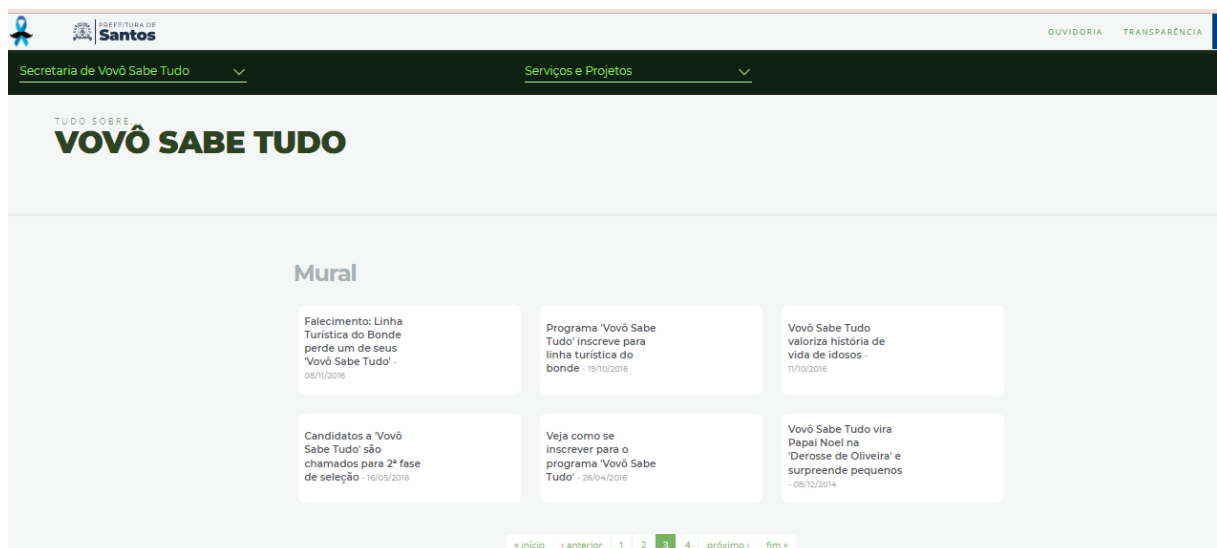 PREFEITURA DE
Santos
OUVIDORIA TRANSPARÊNCIA
Secretaria de Vovô Sabe Tudo
Serviços e Projetos
TUDO SOBRE...
VOVÔ SABE TUDO
Mural
Falecimento: Linha
Turística do Bonde
perde um de seus
'Vovô Sabe Tudo' -
08/11/2016
Programa 'Vovô Sabe
Tudo' inscreve para
linha turística do
bonde - 19/10/2016
Vovô Sabe Tudo
valoriza história de
vida de idosos -
11/10/2016
Candidatos a 'Vovô
Sabe Tudo' são
chamados para 2ª fase
de seleção - 16/05/2016
Veja como se
inscrever para o
programa 'Vovô Sabe
Tudo' - 26/04/2016
Vovô Sabe Tudo vira
Papai Noel na
'Derosse de Oliveira' e
surpreende pequenos
- 08/12/2014
« início ‹ anterior 1 2 3 4 próximo › fim »